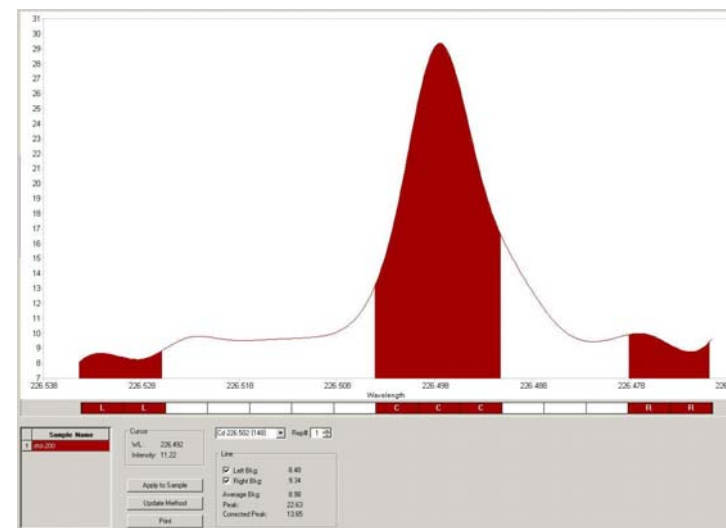 31
30
29
28
27
26
25
24
23
22
21
20
19
18
17
16
15
14
13
12
11
10
9
8
7
226.538 226.528 226.518 226.508 226.498 226.488 226.478
Wavelength
L L C C C R R
Sample Name
1
Cursor
WL: 226.492
Intensity: 11.22
Apply to Sample
Update Method
Print
Cd 226.502 {148} Repl# 1
Line
Left Bkg: 8.48
Right Bkg: 9.34
Average Bkg: 8.98
Peak: 22.63
Corrected Peak: 13.65